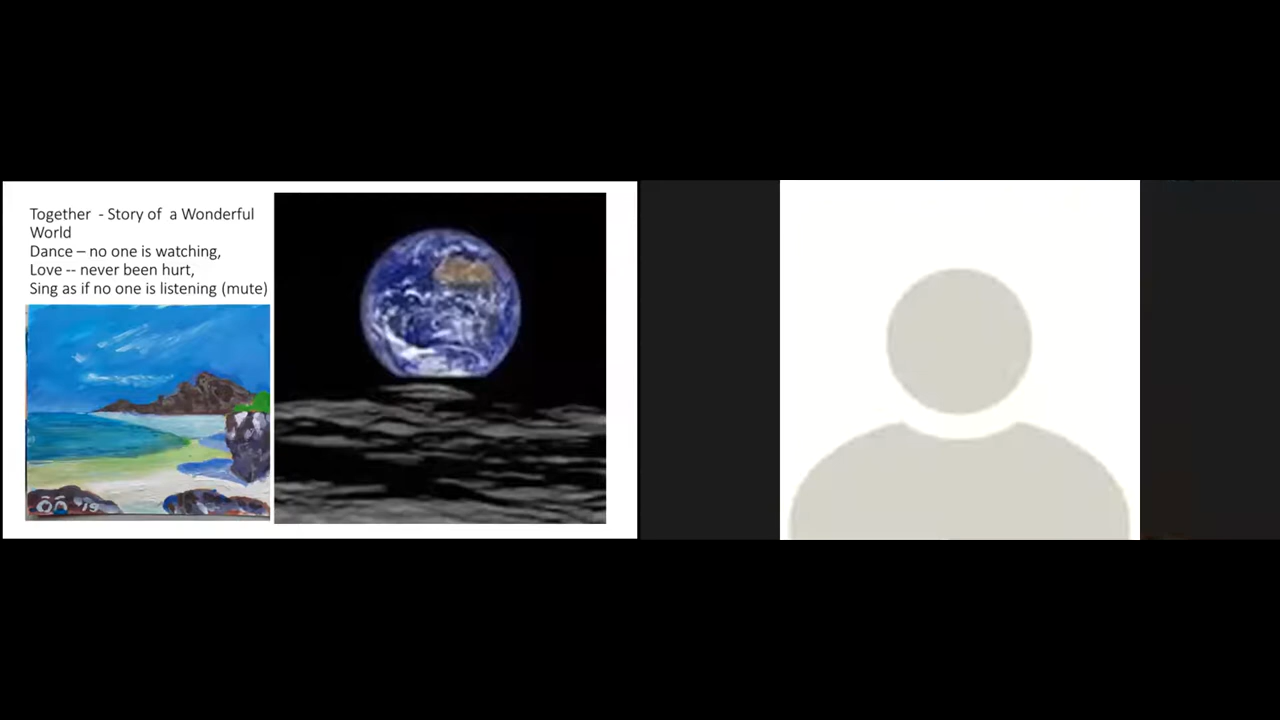 Together - Story of a Wonderful
World
Dance – no one is watching,
Love -- never been hurt,
Sing as if no one is listening (mute)
'19